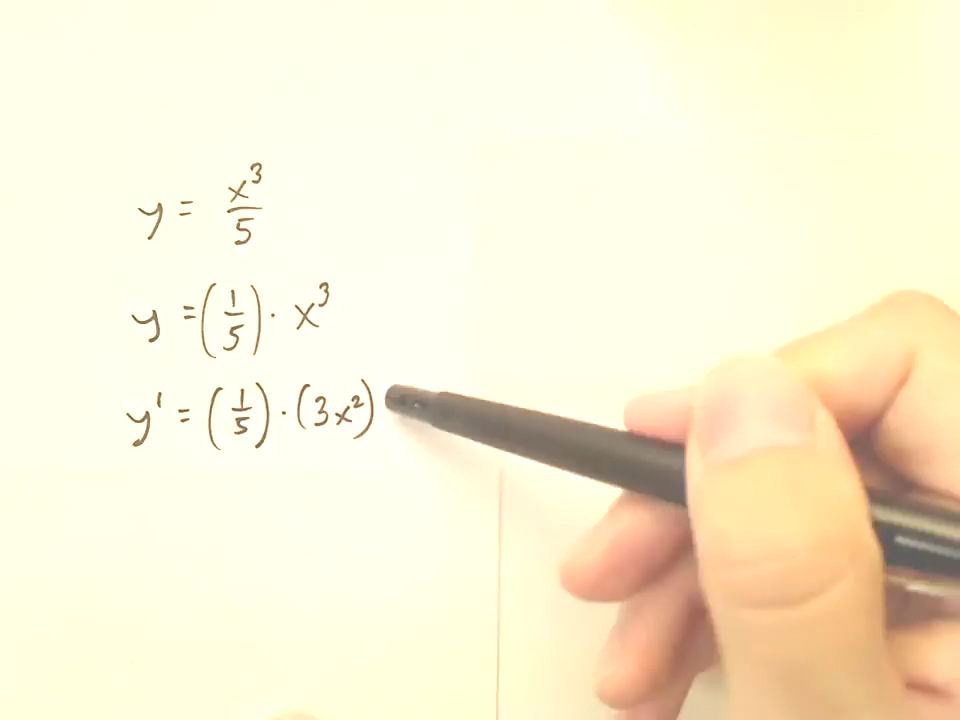 y = x³/5
y = (1/5) · x³
y' = (1/5) · (3x²)